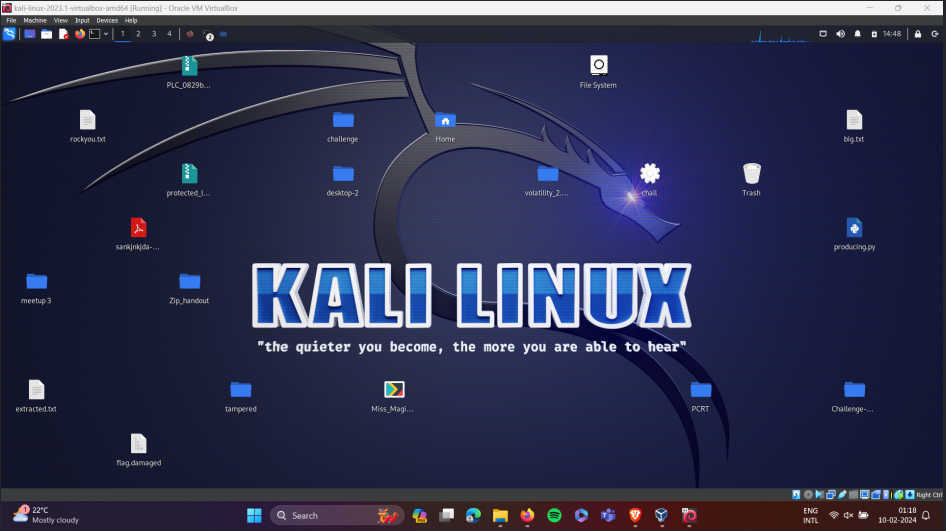 kali-linux-2023.1-virtualbox-amd64 [Running] - Oracle VM VirtualBox
File Machine View Input Devices Help
1 2 3 4 2 14:48
PLC_0829b...
File System
rockyou.txt
challenge
Home
big.txt
protected_l...
desktop-2
volatility_2....
chall
Trash
sankjnkjda-...
producing.py
meetup 3
Zip_handout
KALI LINUX
"the quieter you become, the more you are able to hear"
extracted.txt
tampered
Miss_Magi...
PCRT
Challenge-...
flag.damaged
Right Ctrl
1
22°C
Mostly cloudy
Search
ENG
IN
01:18
10-02-2024